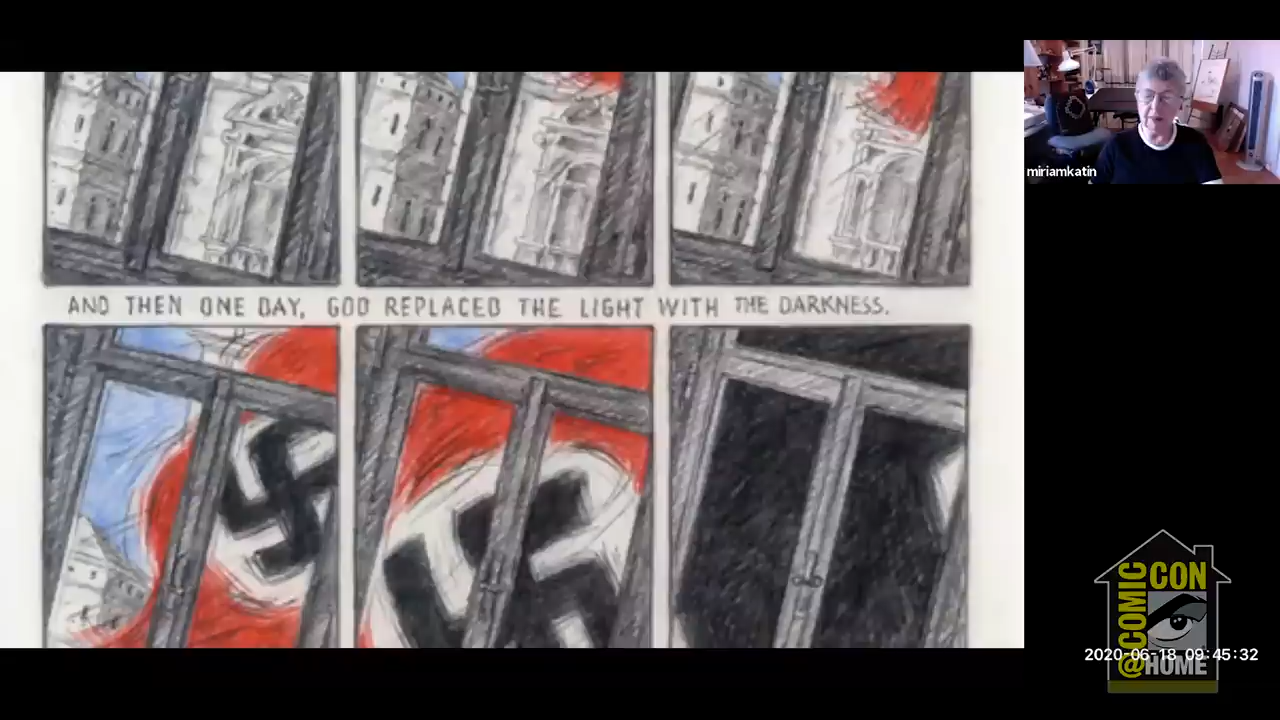 miriamkatin
AND THEN ONE DAY, GOD REPLACED THE LIGHT WITH THE DARKNESS.
@COMIC
CON
2020-06-18 09:45:32
HOME